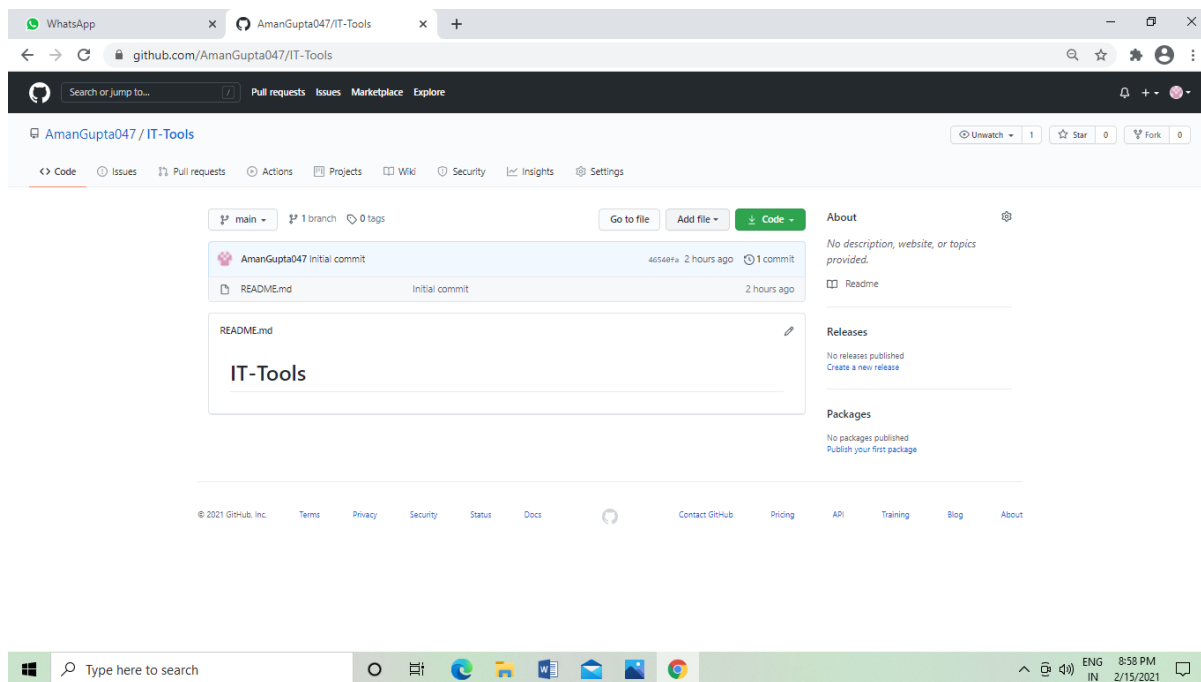 WhatsApp AmanGupta047/IT-Tools
github.com/AmanGupta047/IT-Tools
Search or jump to... / Pull requests Issues Marketplace Explore
AmanGupta047 / IT-Tools Unwatch 1 Star 0 Fork 0
Code Issues Pull requests Actions Projects Wiki Security Insights Settings
main 1 branch 0 tags Go to file Add file Code
AmanGupta047 Initial commit 46540fa 2 hours ago 1 commit
README.md Initial commit 2 hours ago
README.md
IT-Tools
About
No description, website, or topics
provided.
Readme
Releases
No releases published
Create a new release
Packages
No packages published
Publish your first package
© 2021 GitHub, Inc. Terms Privacy Security Status Docs Contact GitHub Pricing API Training Blog About
Type here to search ENG 8:58 PM
IN 2/15/2021